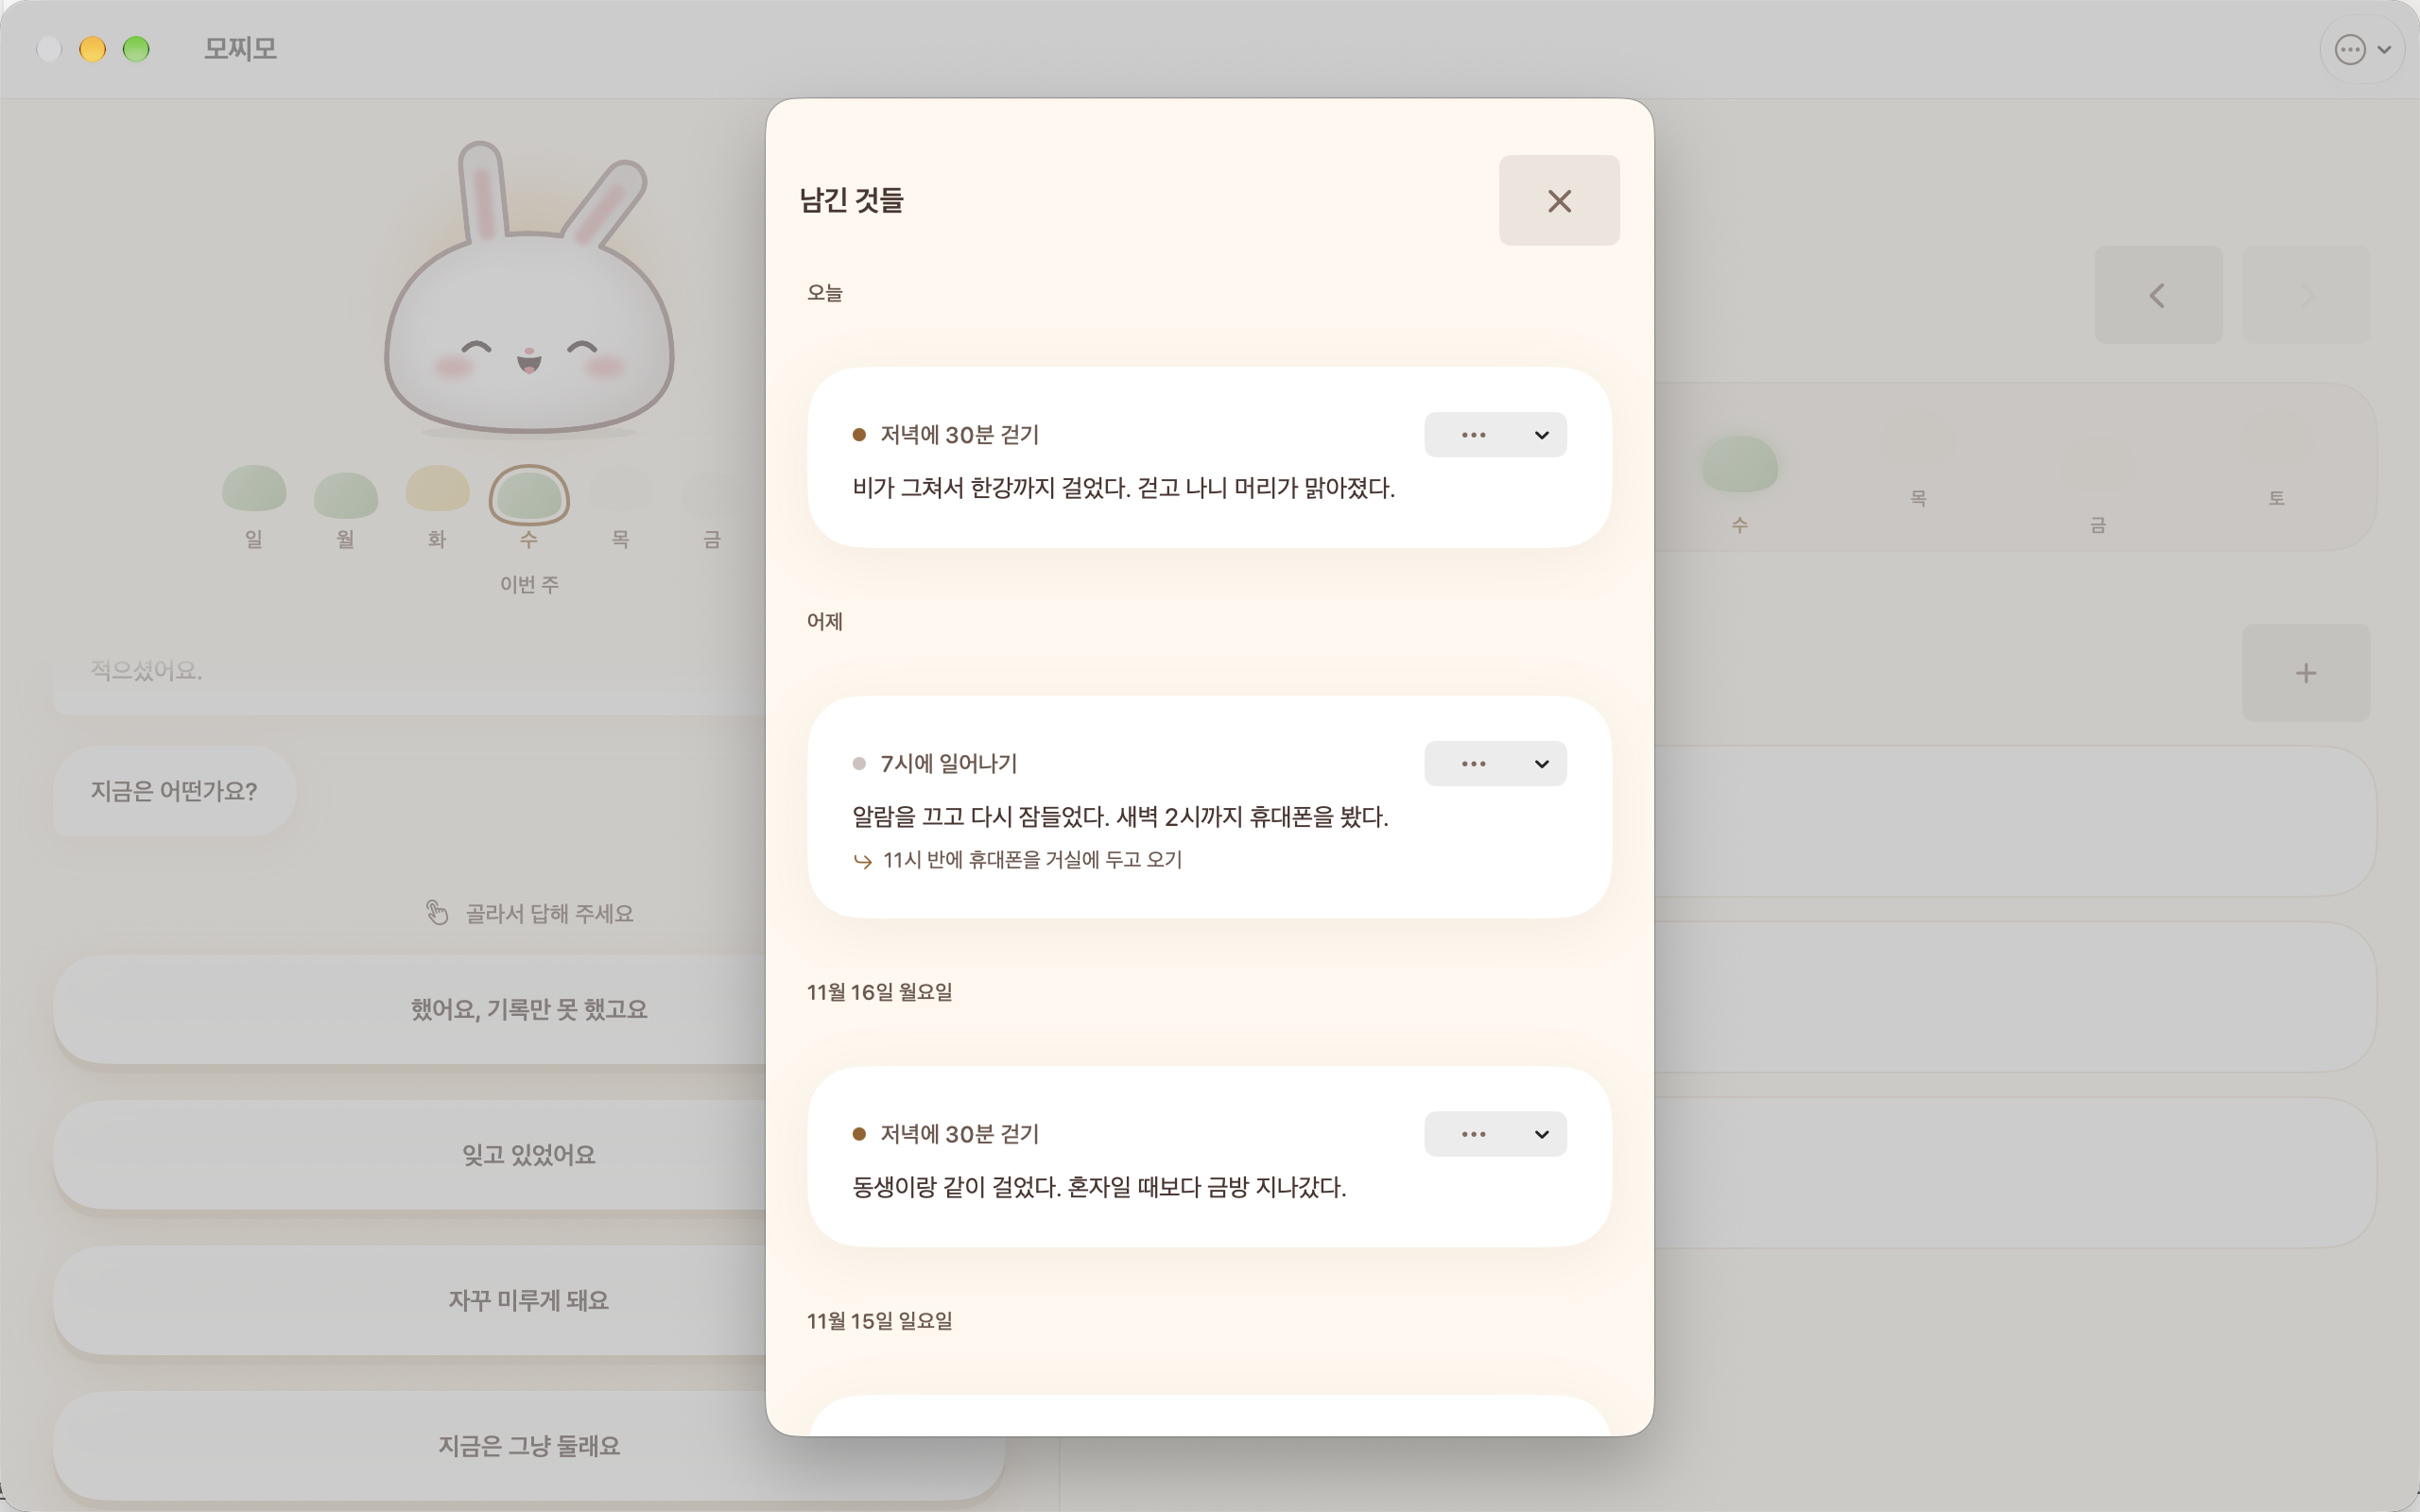 모찌모
일
월
화
수
목
금
이번 주
적으셨어요.
지금은 어떤가요?
골라서 답해 주세요
했어요, 기록만 못 했고요
잊고 있었어요
자꾸 미루게 돼요
지금은 그냥 둘래요
남긴 것들
오늘
저녁에 30분 걷기
비가 그쳐서 한강까지 걸었다. 걷고 나니 머리가 맑아졌다.
어제
7시에 일어나기
알람을 끄고 다시 잠들었다. 새벽 2시까지 휴대폰을 봤다.
11시 반에 휴대폰을 거실에 두고 오기
11월 16일 월요일
저녁에 30분 걷기
동생이랑 같이 걸었다. 혼자일 때보다 금방 지나갔다.
11월 15일 일요일
수
목
금
토